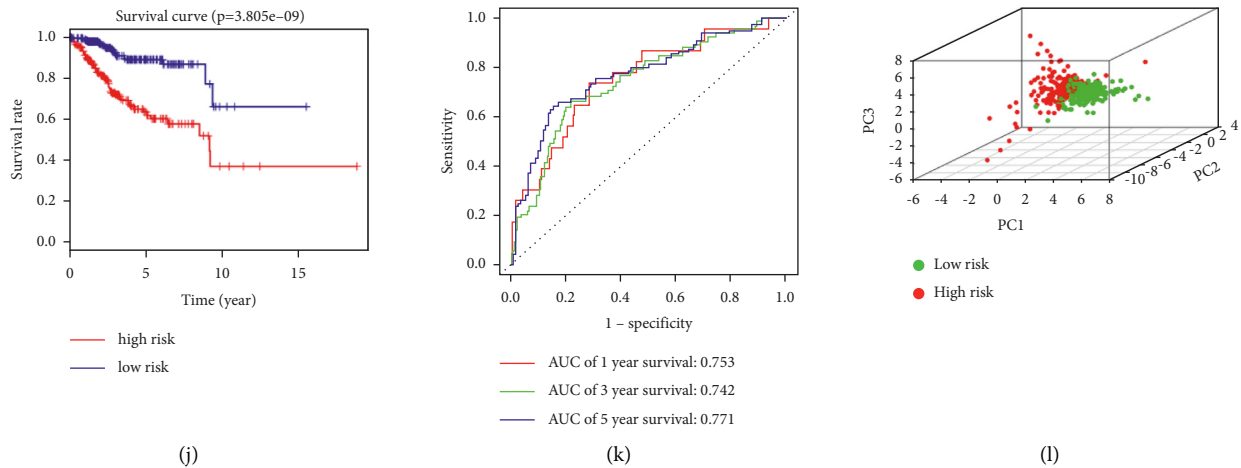 Survival curve (p=3.805e−09)
1.0
0.8
0.6
0.4
0.2
0.0
Survival rate
0 5 10 15
Time (year)
high risk
low risk
(j)
1.0
0.8
0.6
0.4
0.2
0.0
Sensitivity
0.0 0.2 0.4 0.6 0.8 1.0
1 – specificity
AUC of 1 year survival: 0.753
AUC of 3 year survival: 0.742
AUC of 5 year survival: 0.771
(k)
8
6
4
2
0
-2
-4
-6
PC3
-6 -4 -2 0 2 4 6 8
PC1
-10 -8 -6 -4 -2 0 2 4
PC2
Low risk
High risk
(l)